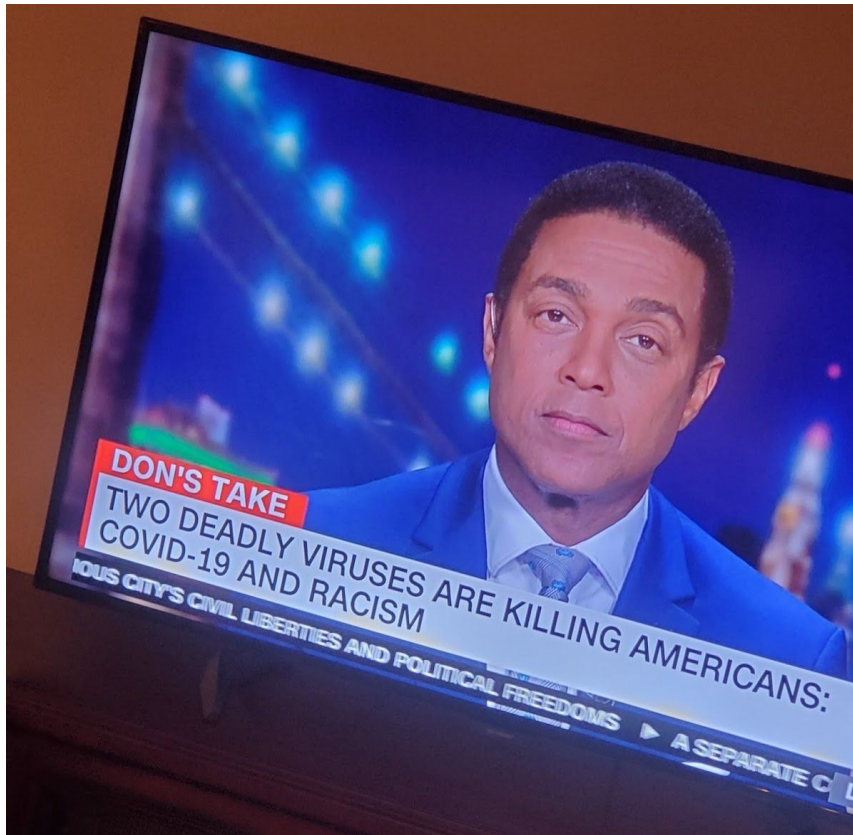 DON'S TAKE
TWO DEADLY VIRUSES ARE KILLING AMERICANS:
COVID-19 AND RACISM
IOUS CITY'S CIVIL LIBERTIES AND POLITICAL FREEDOMS ▶ A SEPARATE C